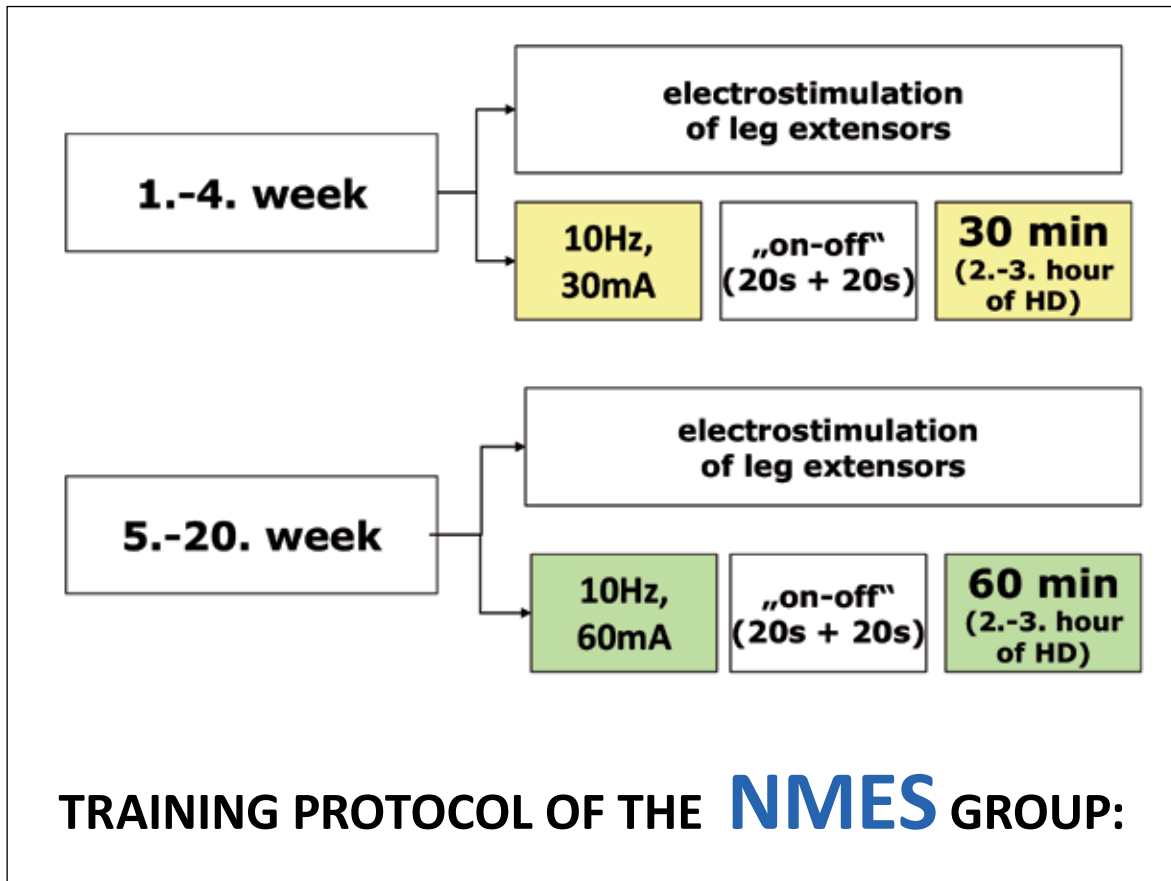 electrostimulation
of leg extensors
1.-4. week
10Hz,
30mA
„on-off“
(20s + 20s)
30 min
(2.-3. hour
of HD)
electrostimulation
of leg extensors
5.-20. week
10Hz,
60mA
„on-off“
(20s + 20s)
60 min
(2.-3. hour
of HD)
TRAINING PROTOCOL OF THE NMES GROUP: